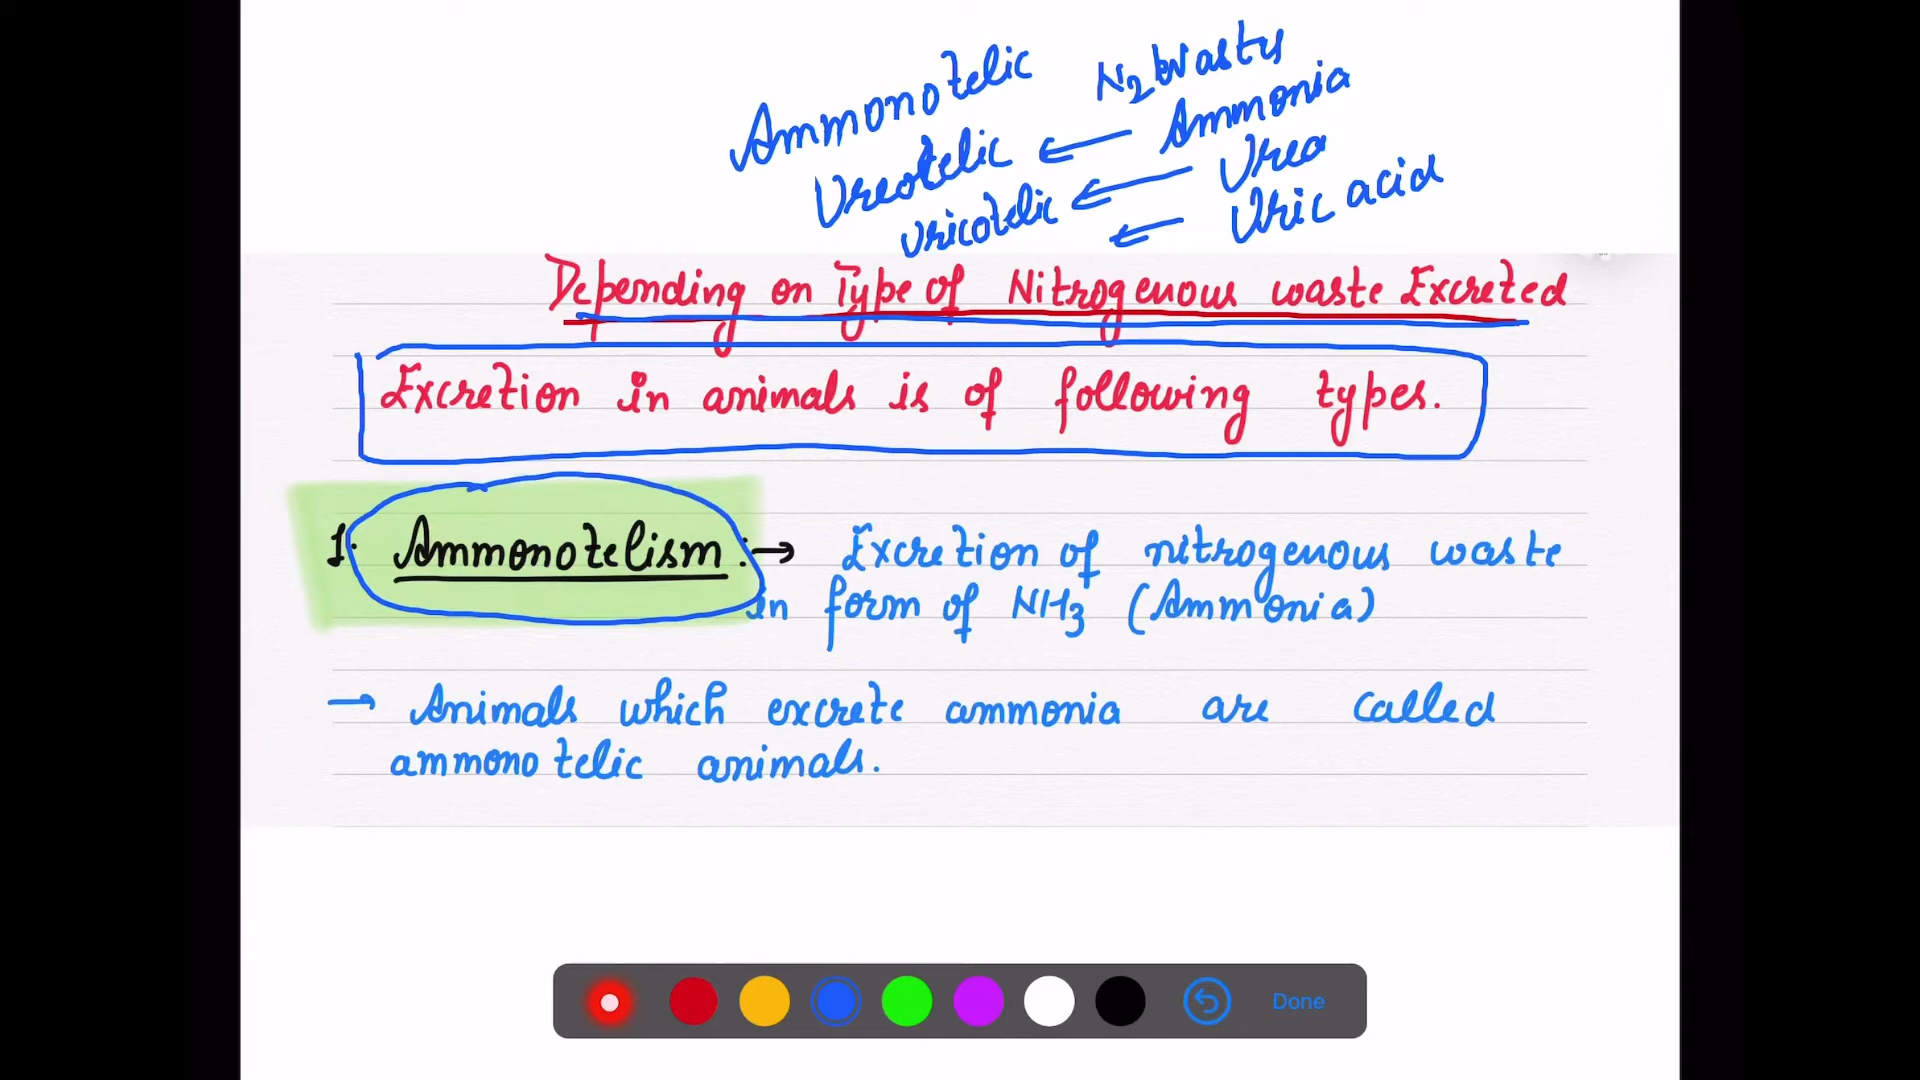 N2 Wastes
Ammonotelic ← Ammonia
Ureotelic ← Urea
Uricotelic ← Uric acid
Depending on Type of Nitrogenous waste Excreted
Excretion in animals is of following types.
1. Ammonotelism :→ Excretion of nitrogenous waste
in form of NH3 (Ammonia)
→ Animals which excrete ammonia are called
ammonotelic animals.
Done